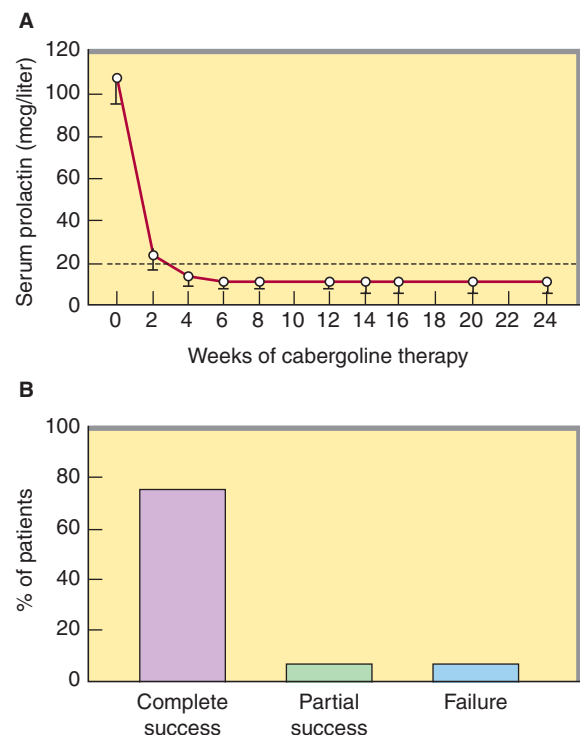 A
Serum prolactin (mcg/liter)
120
100
80
60
40
20
0
0 2 4 6 8 10 12 14 16 18 20 22 24
Weeks of cabergoline therapy
B
% of patients
100
80
60
40
20
0
Complete success
Partial success
Failure